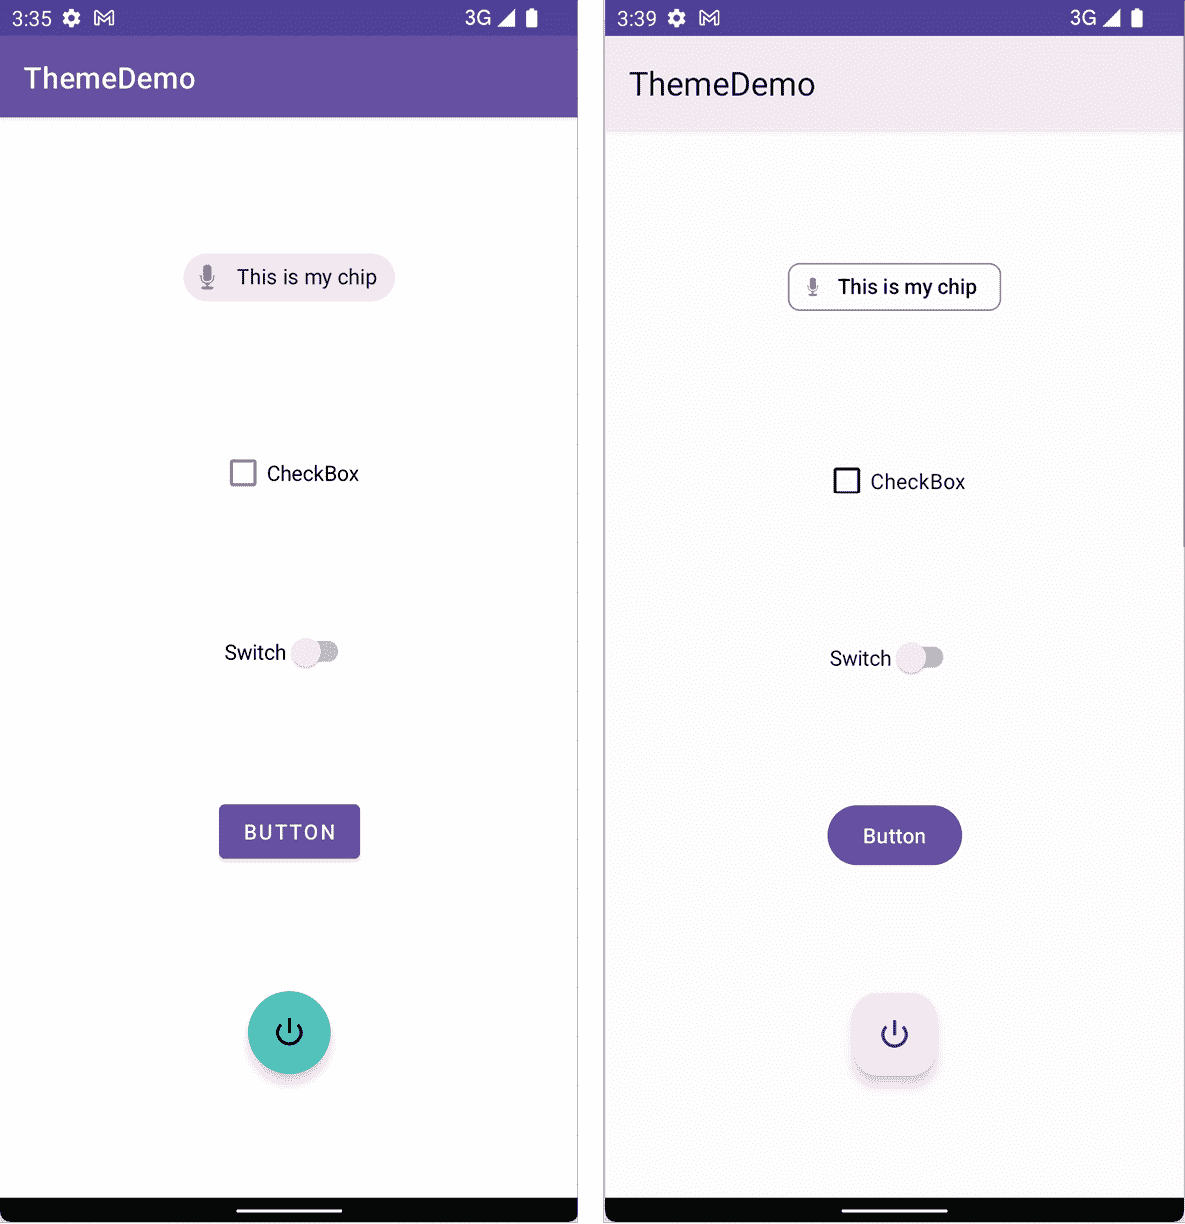 3:35 3G
ThemeDemo
This is my chip
CheckBox
Switch
BUTTON
3:39 3G
ThemeDemo
This is my chip
CheckBox
Switch
Button